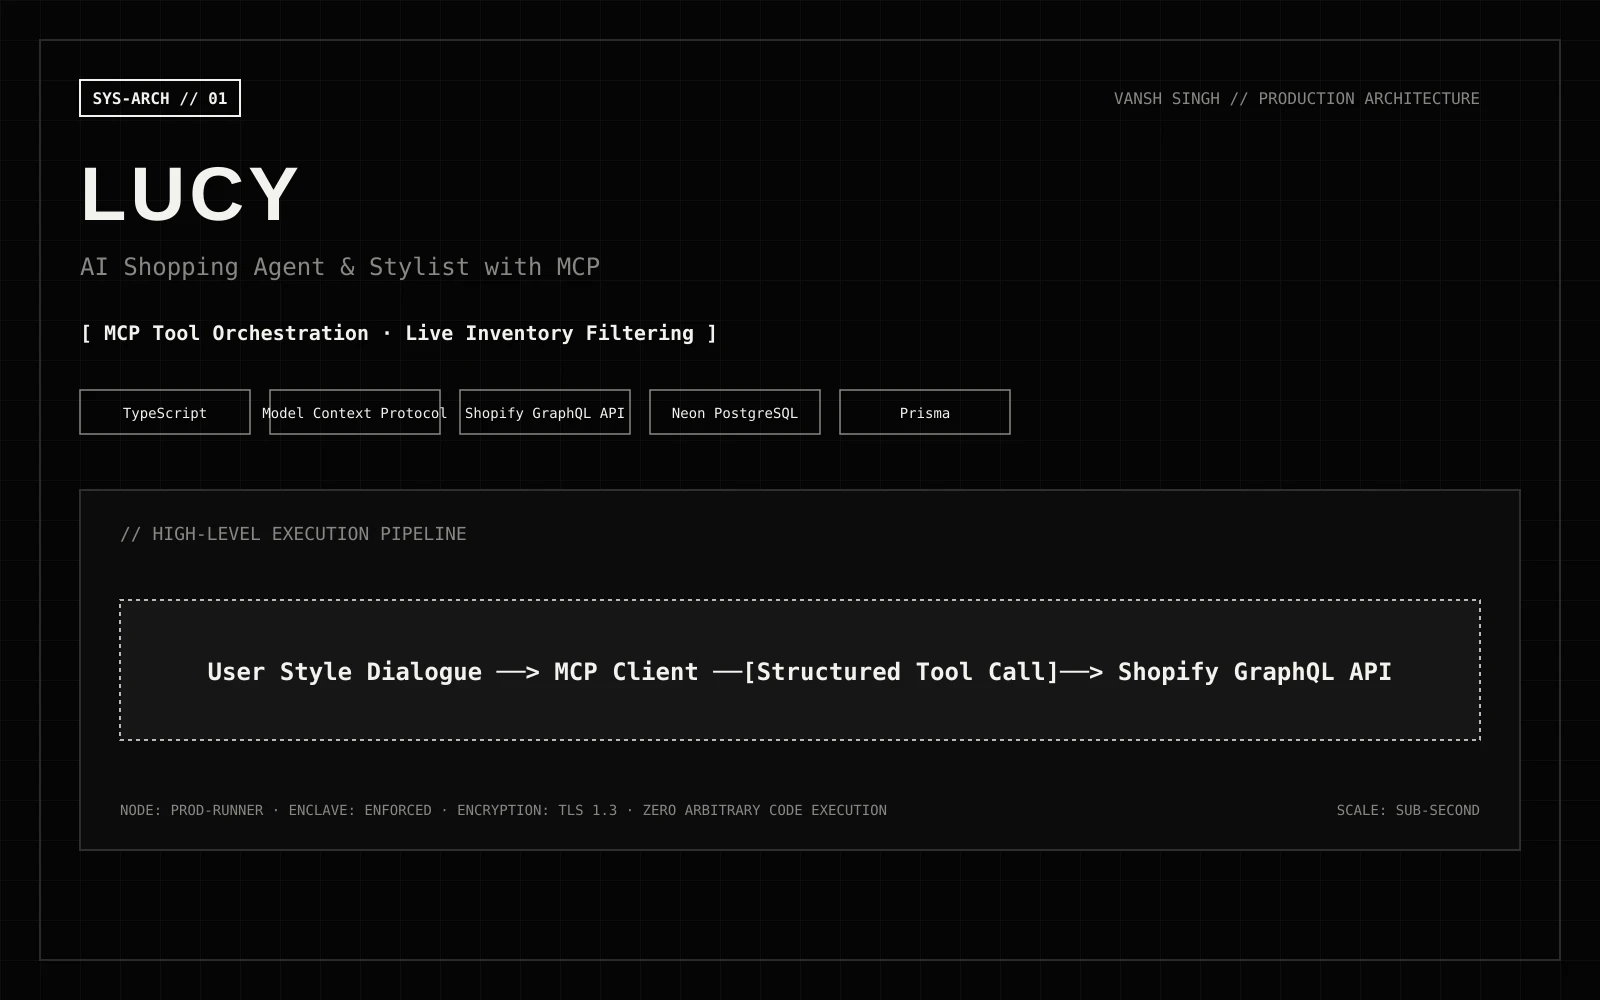 SYS-ARCH // 01
VANSH SINGH // PRODUCTION ARCHITECTURE
LUCY
AI Shopping Agent & Stylist with MCP
[ MCP Tool Orchestration · Live Inventory Filtering ]
TypeScript
Model Context Protocol
Shopify GraphQL API
Neon PostgreSQL
Prisma
// HIGH-LEVEL EXECUTION PIPELINE
User Style Dialogue ──> MCP Client ──[Structured Tool Call]──> Shopify GraphQL API
NODE: PROD-RUNNER · ENCLAVE: ENFORCED · ENCRYPTION: TLS 1.3 · ZERO ARBITRARY CODE EXECUTION
SCALE: SUB-SECOND